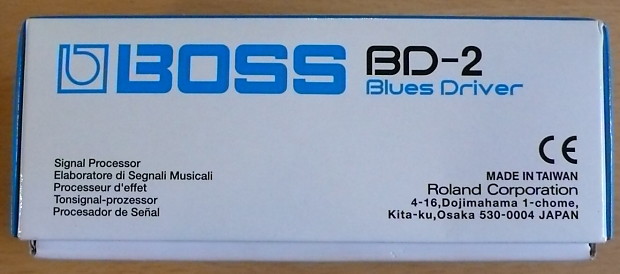 BOSS BD-2
Blues Driver
Signal Processor
Elaboratore di Segnali Musicali
Processeur d'effet
Tonsignal-prozessor
Procesador de Señal
CE
MADE IN TAIWAN
Roland Corporation
4-16,Dojimahama 1-chome,
Kita-ku,Osaka 530-0004 JAPAN